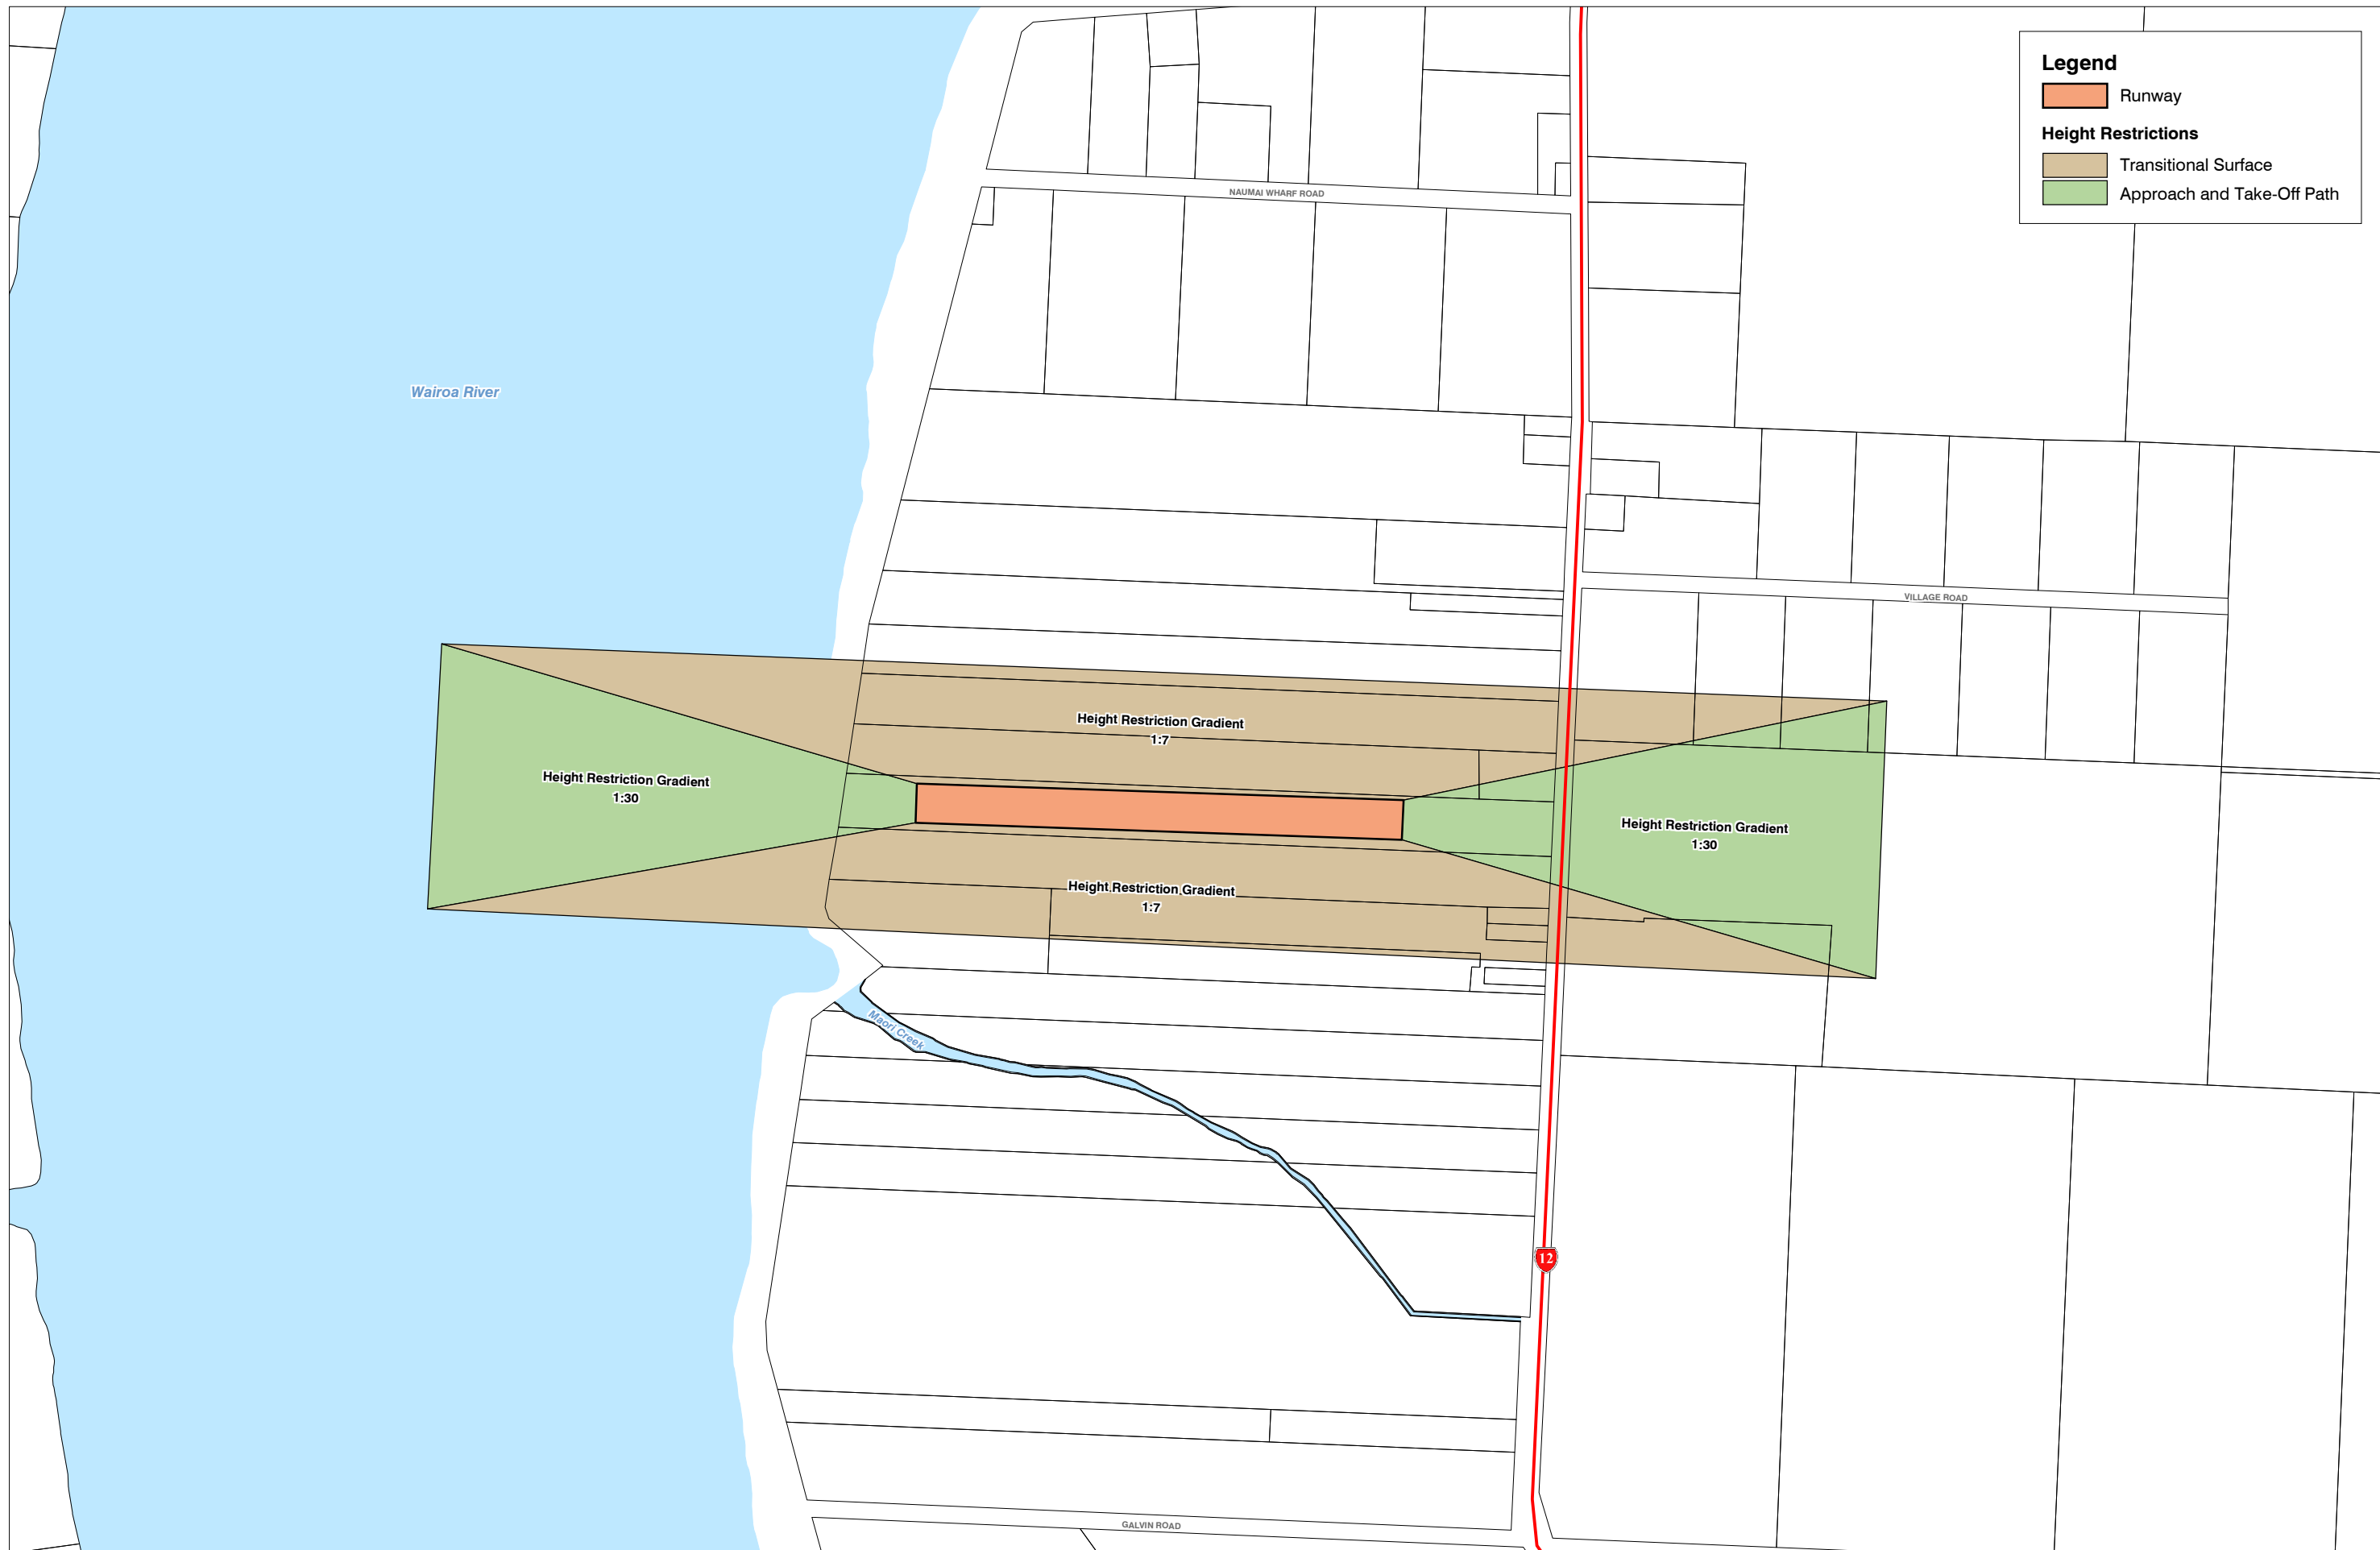 Legend
Runway
Height Restrictions
Transitional Surface
Approach and Take-Off Path
NAUMAI WHARF ROAD
Wairoa River
VILLAGE ROAD
Height Restriction Gradient
1:7
Height Restriction Gradient
1:30
Height Restriction Gradient
1:30
Height Restriction Gradient
1:7
Maori Creek
12
GALVIN ROAD